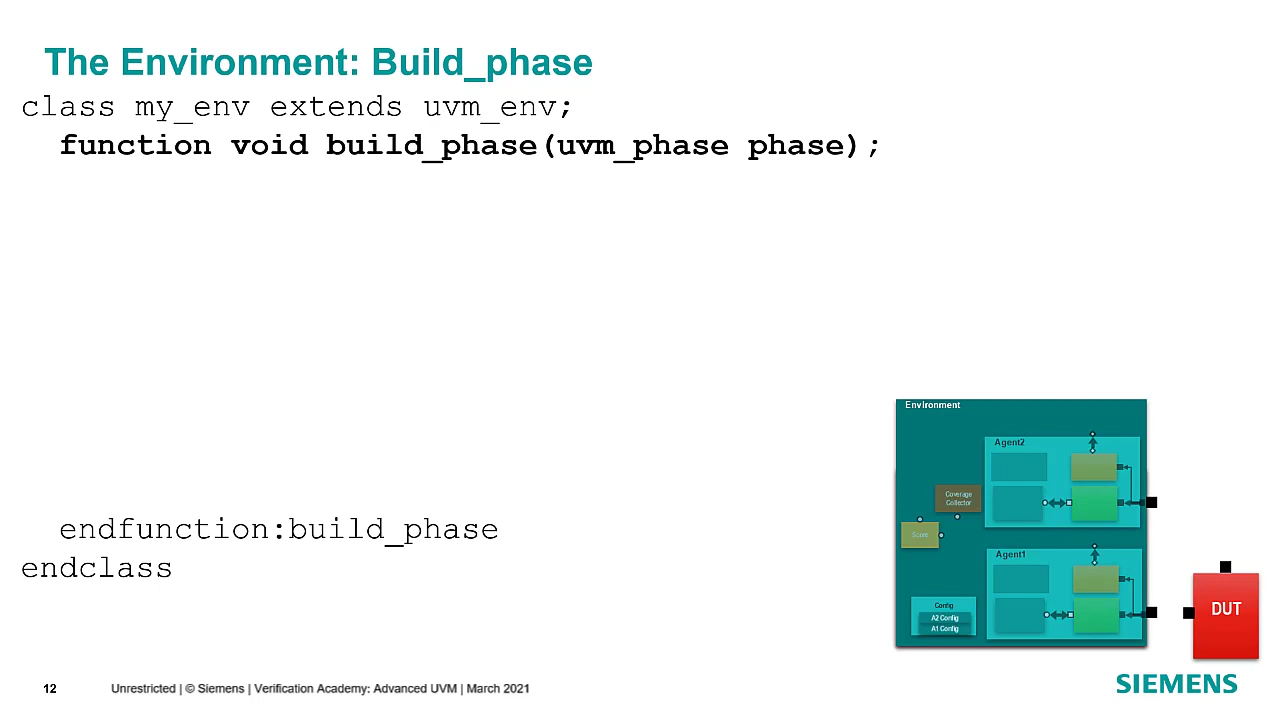 The Environment: Build_phase
class my_env extends uvm_env;
function void build_phase(uvm_phase phase);
endfunction:build_phase
endclass
Environment
Agent2
Coverage
Collector
Score
Agent1
Config
A2 Config
A1 Config
DUT
12
Unrestricted | © Siemens | Verification Academy: Advanced UVM | March 2021
SIEMENS